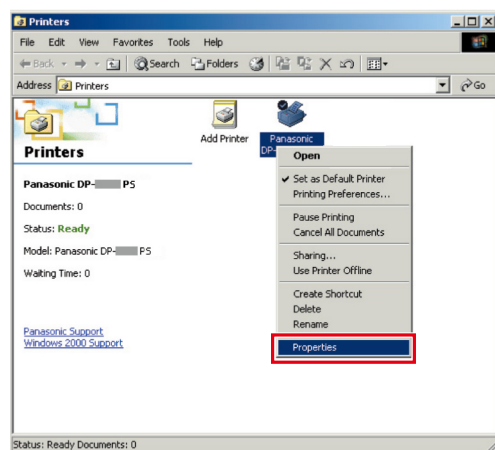 Printers
File Edit View Favorites Tools Help
Back Search Folders
Address Printers Go
Printers
Panasonic DP- PS
Documents: 0
Status: Ready
Model: Panasonic DP- PS
Waiting Time: 0
Panasonic Support
Windows 2000 Support
Add Printer
Panasonic
DP-
Open
Set as Default Printer
Printing Preferences...
Pause Printing
Cancel All Documents
Sharing...
Use Printer Offline
Create Shortcut
Delete
Rename
Properties
Status: Ready Documents: 0